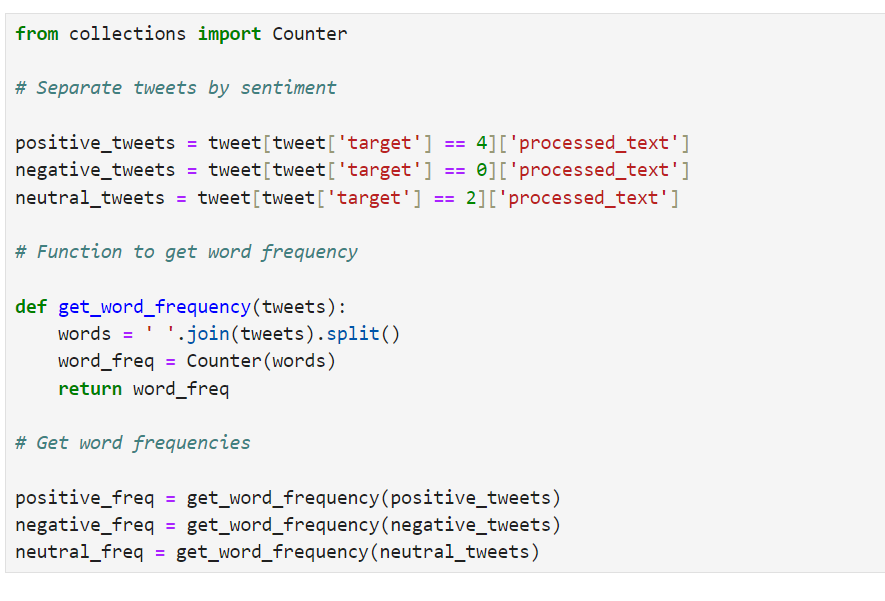 from collections import Counter
# Separate tweets by sentiment
positive_tweets = tweet[tweet['target'] == 4]['processed_text']
negative_tweets = tweet[tweet['target'] == 0]['processed_text']
neutral_tweets = tweet[tweet['target'] == 2]['processed_text']
# Function to get word frequency
def get_word_frequency(tweets):
    words = ' '.join(tweets).split()
    word_freq = Counter(words)
    return word_freq
# Get word frequencies
positive_freq = get_word_frequency(positive_tweets)
negative_freq = get_word_frequency(negative_tweets)
neutral_freq = get_word_frequency(neutral_tweets)